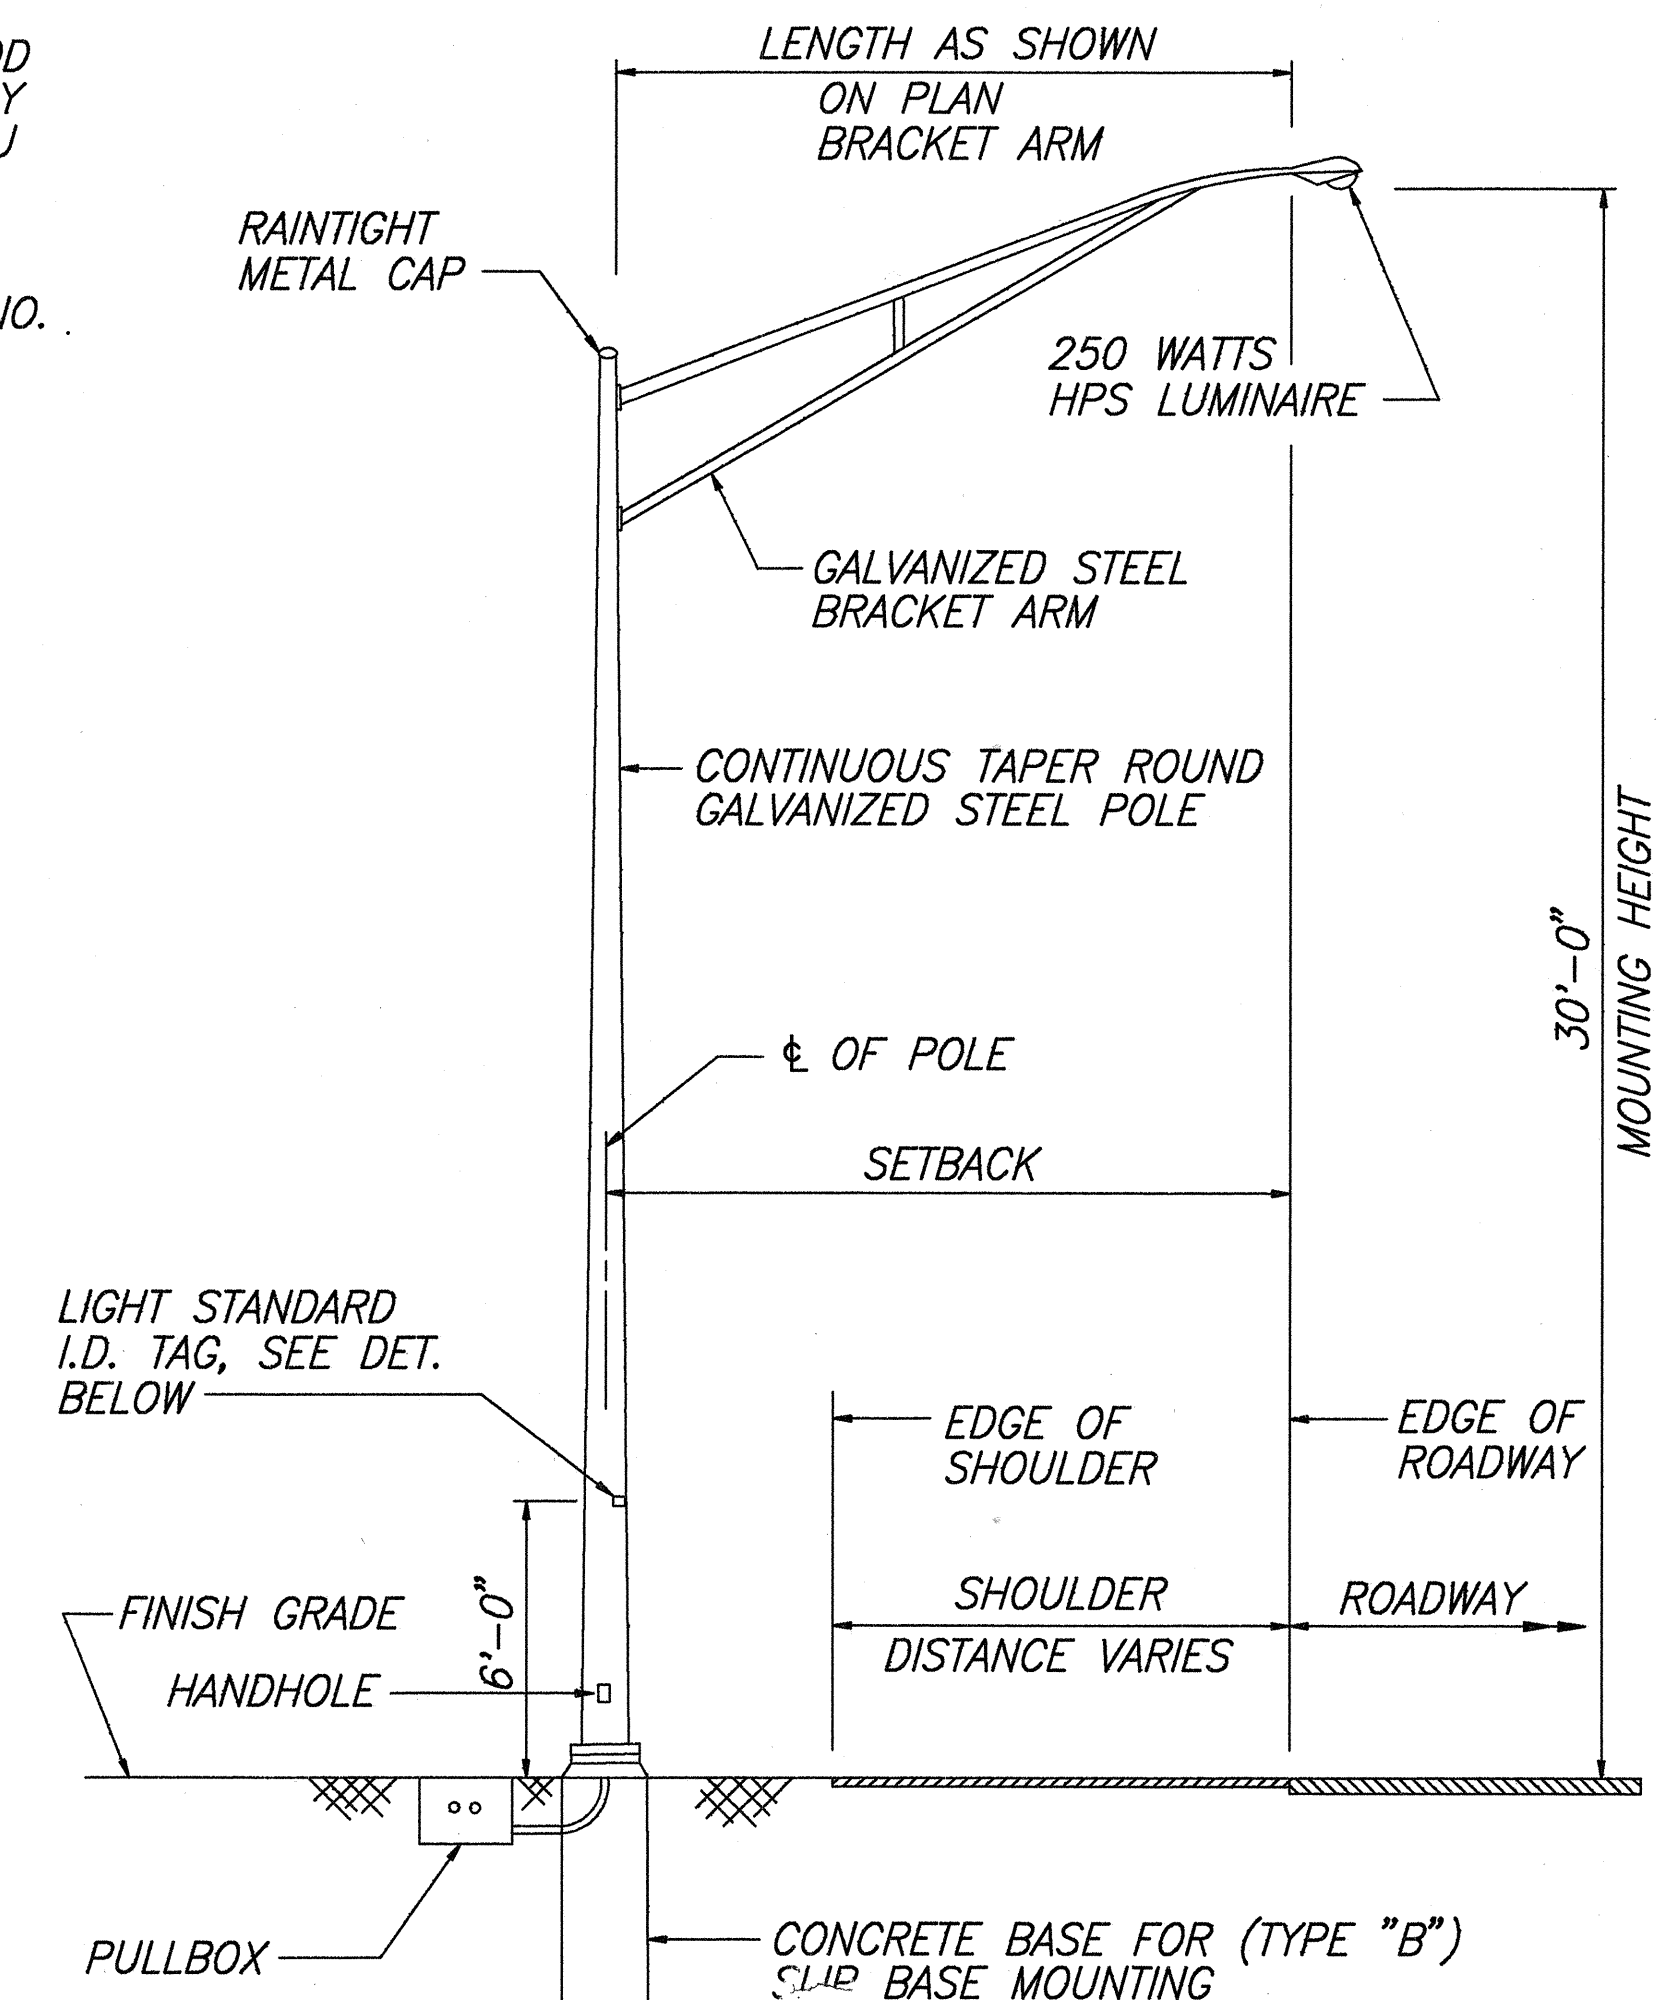 OD
Y
U
NO.
LENGTH AS SHOWN
ON PLAN
BRACKET ARM
RAINTIGHT
METAL CAP
250 WATTS
HPS LUMINAIRE
GALVANIZED STEEL
BRACKET ARM
CONTINUOUS TAPER ROUND
GALVANIZED STEEL POLE
30'-0"
MOUNTING HEIGHT
℄ OF POLE
SETBACK
LIGHT STANDARD
I.D. TAG, SEE DET.
BELOW
EDGE OF
SHOULDER
EDGE OF
ROADWAY
SHOULDER
DISTANCE VARIES
ROADWAY
FINISH GRADE
6'-0"
HANDHOLE
PULLBOX
CONCRETE BASE FOR (TYPE "B")
SLIP BASE MOUNTING